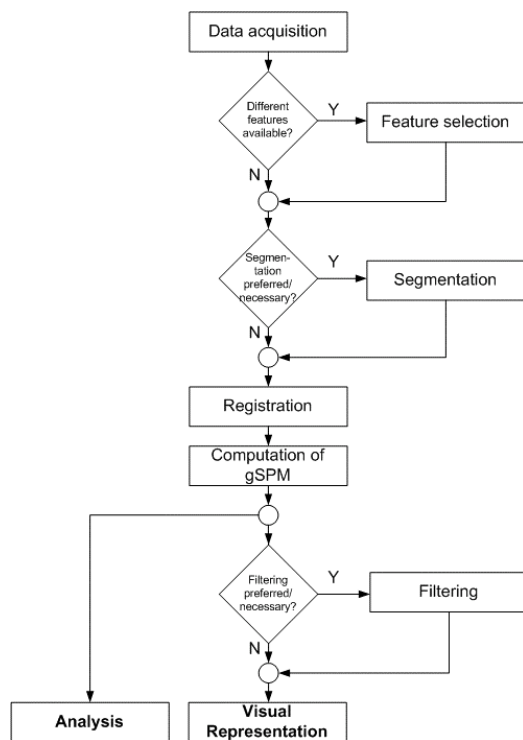 Data acquisition
Different
features
available?
Y
Feature selection
N
Segmen-
tation
preferred/
necessary?
Y
Segmentation
N
Registration
Computation of
gSPM
Filtering
preferred/
necessary?
Y
Filtering
N
Analysis
Visual
Representation